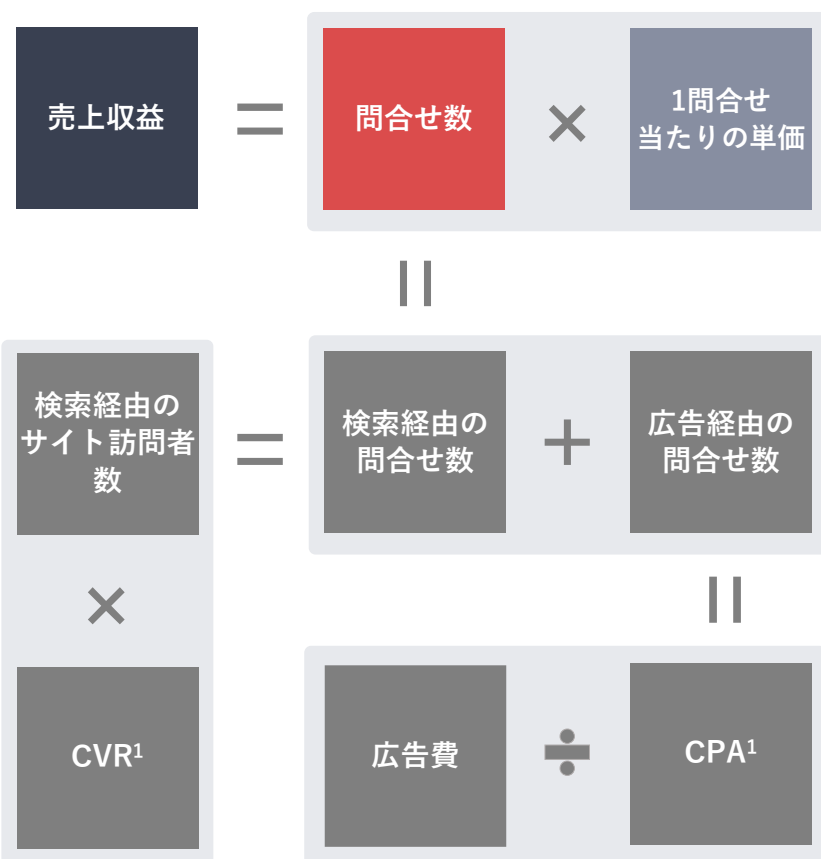 売上収益
＝
問合せ数
×
1問合せ
当たりの単価
＝
検索経由の
サイト訪問者
数
＝
検索経由の
問合せ数
＋
広告経由の
問合せ数
×
＝
CVR¹
広告費
÷
CPA¹